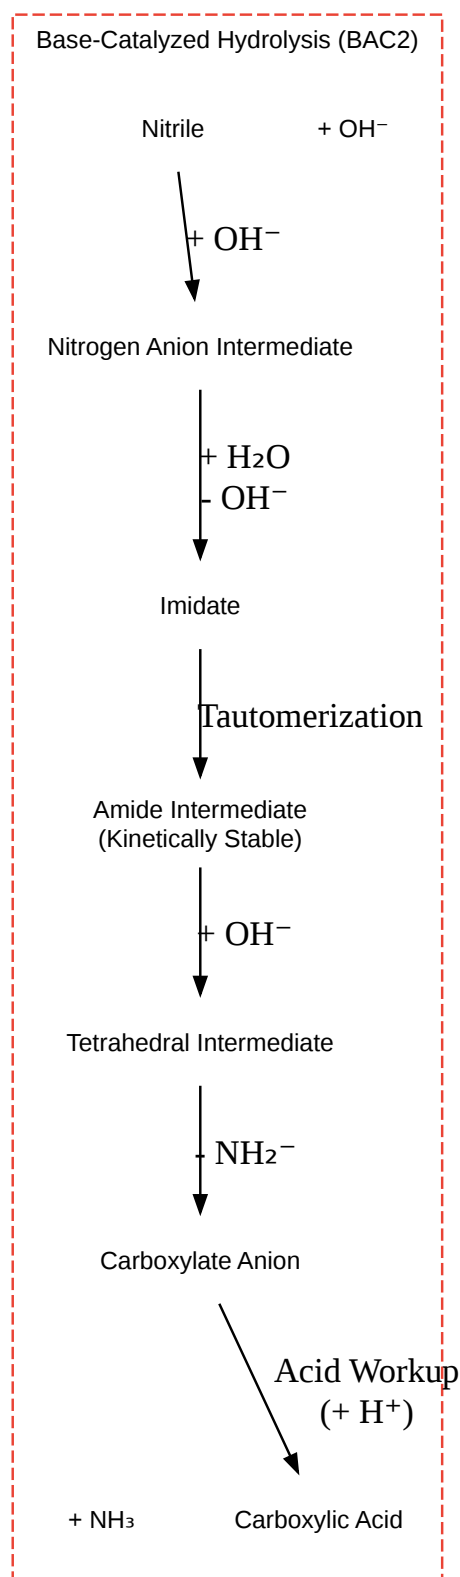 Base-Catalyzed Hydrolysis (BAC2)
Nitrile + OH⁻
+ OH⁻
Nitrogen Anion Intermediate
+ H₂O
- OH⁻
Imidate
Tautomerization
Amide Intermediate
(Kinetically Stable)
+ OH⁻
Tetrahedral Intermediate
- NH₂⁻
Carboxylate Anion
Acid Workup
(+ H⁺)
+ NH₃ Carboxylic Acid